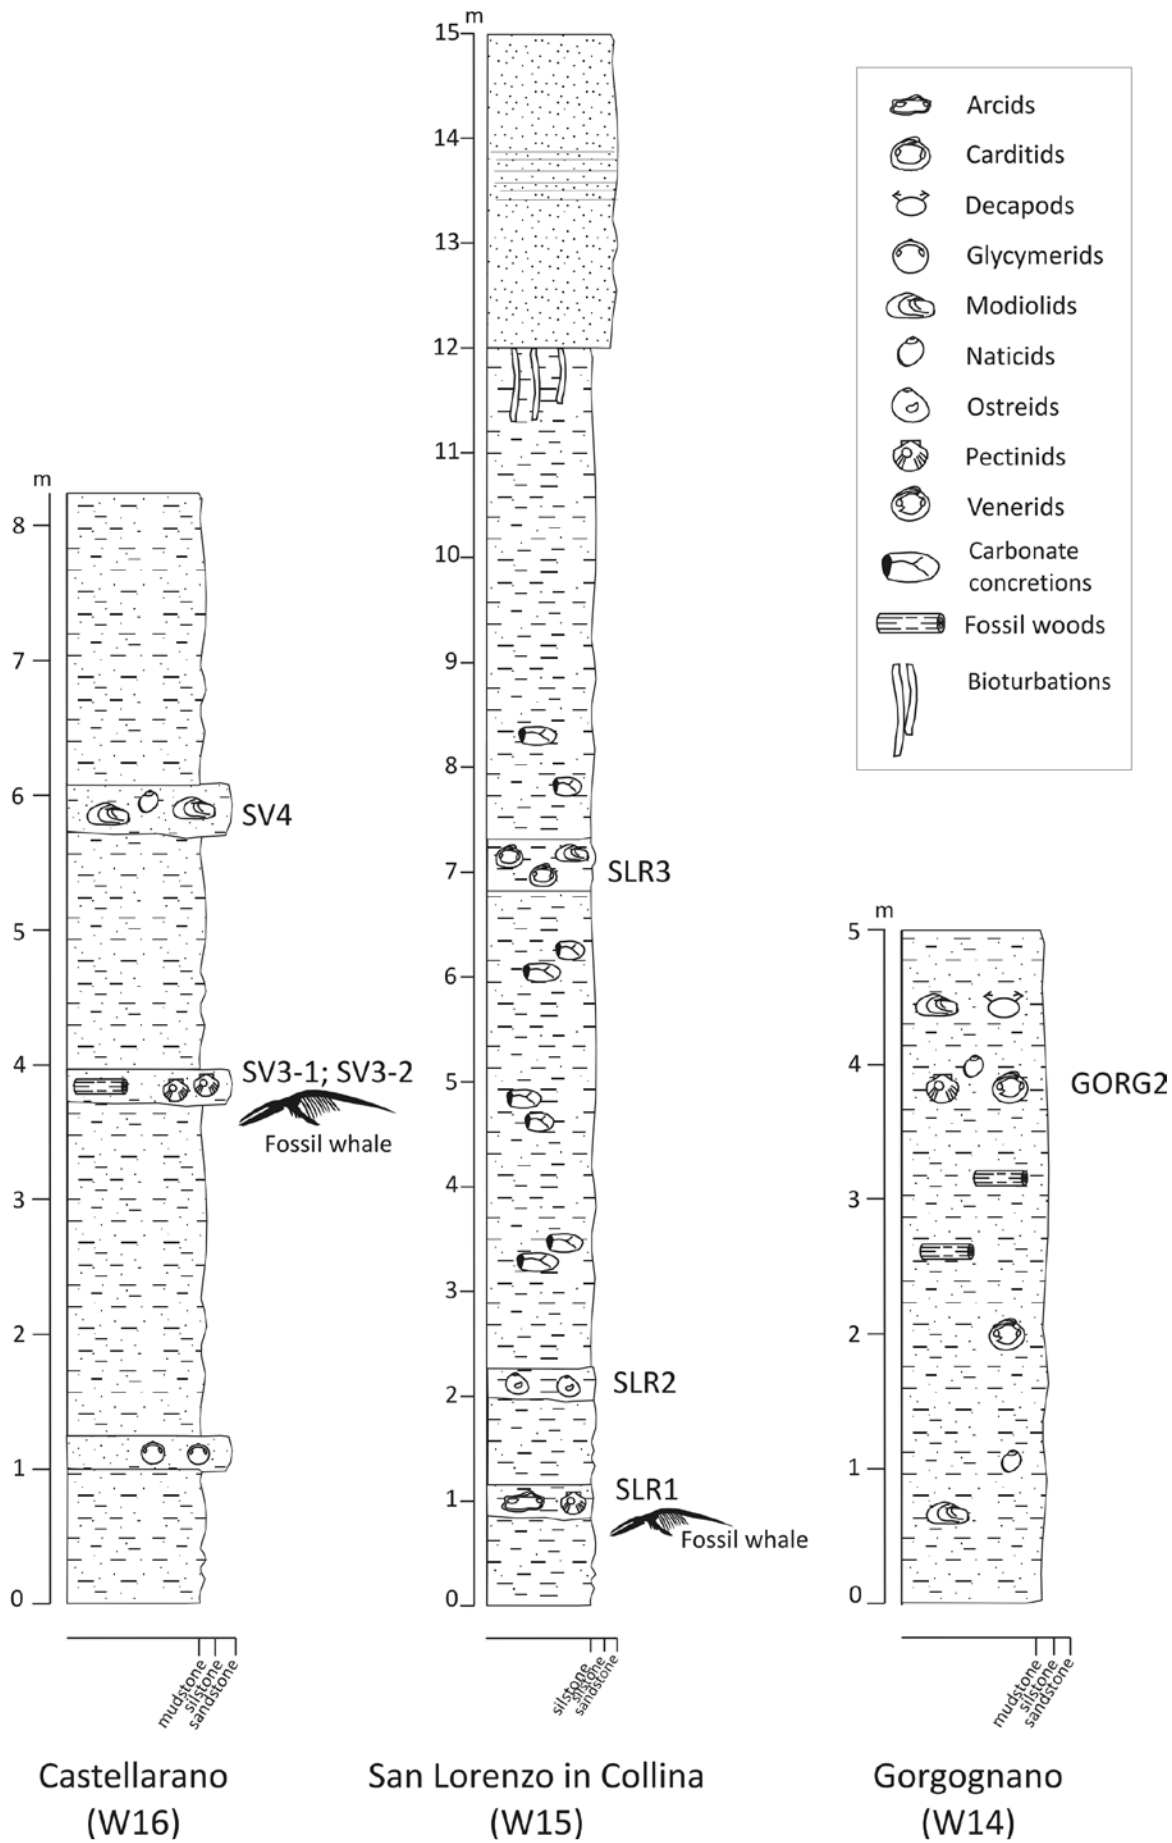 m
15
14
13
12
11
10
9
8
7
6
5
4
3
2
1
0
SLR3
SLR2
SLR1
Fossil whale
silstone
silstone
sandstone
San Lorenzo in Collina
(W15)
m
8
7
6
5
4
3
2
1
0
SV4
SV3-1; SV3-2
Fossil whale
mudstone
silstone
sandstone
Castellarano
(W16)
Arcids
Carditids
Decapods
Glycymerids
Modiolids
Naticids
Ostreids
Pectinids
Venerids
Carbonate
concretions
Fossil woods
Bioturbations
m
5
4
3
2
1
0
GORG2
mudstone
silstone
sandstone
Gorgognano
(W14)